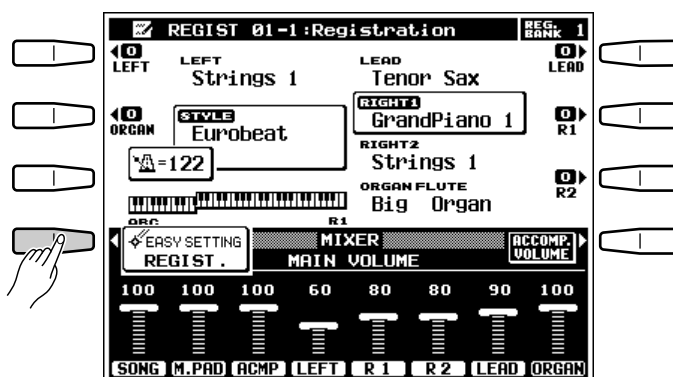 REGIST 01-1:Registration
REG. BANK 1
0
LEFT
LEFT
Strings 1
LEAD
Tenor Sax
0
LEAD
0
ORGAN
STYLE
Eurobeat
RIGHT1
GrandPiano 1
0
R1
=122
RIGHT2
Strings 1
ORGAN FLUTE
Big Organ
0
R2
R1
EASY SETTING
REGIST.
MIXER
MAIN VOLUME
ACCOMP. VOLUME
100 100 100 60 80 80 90 100
SONG M.PAD ACMP LEFT R 1 R 2 LEAD ORGAN